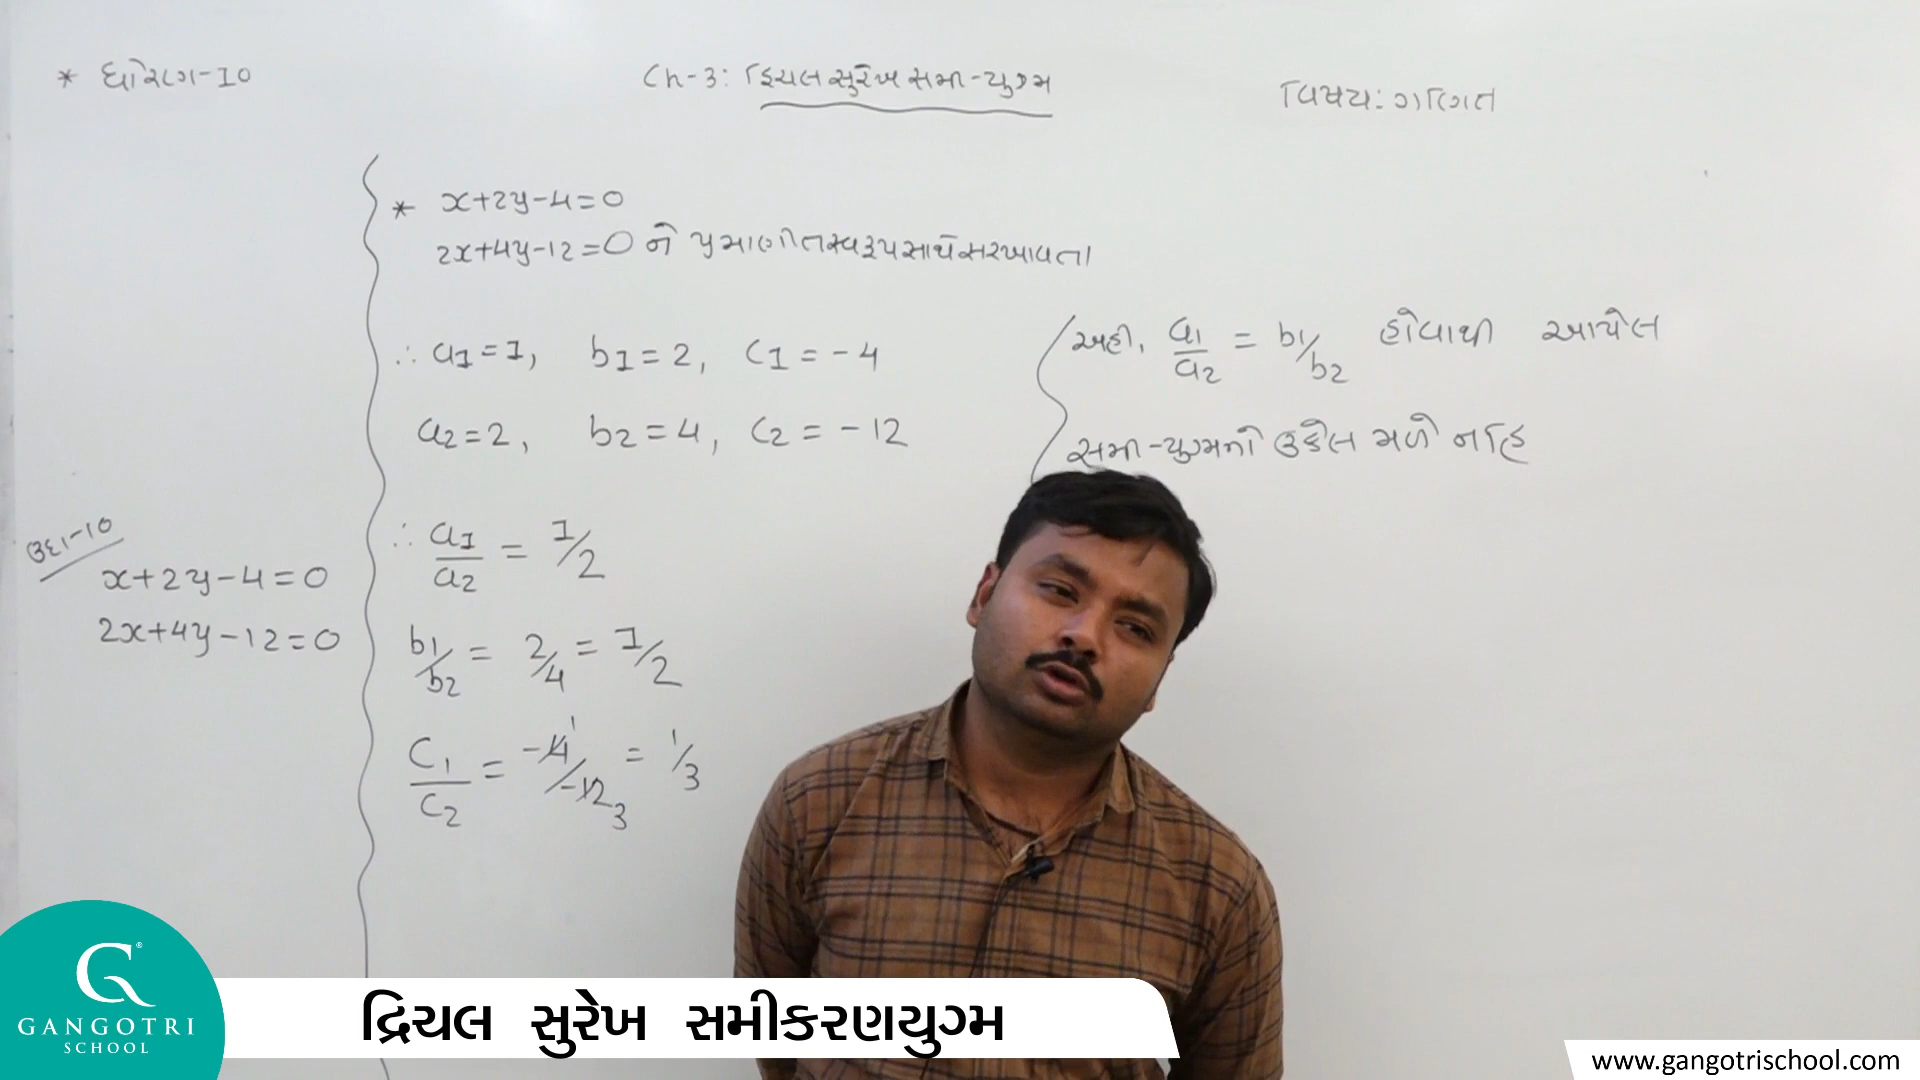 * ધોરણ-10
Ch-3: દ્વિચલ સુરેખ સમી-યુગ્મ
વિષય: ગણિત
* x+2y-4=0
2x+4y-12=0 ને પ્રમાણીત સ્વરૂપ સાથે સરખાવતા
∴ a1=1, b1=2, c1=-4
a2=2, b2=4, c2=-12
∴ a1/a2 = 1/2
b1/b2 = 2/4 = 1/2
C1/C2 = -4/-12 1 3 = 1/3
અહી, a1/a2 = b1/b2 હોવાથી આપેલ
સમી-યુગ્મનો ઉકેલ મળે નહિ
ઉદા-10
x+2y-4=0
2x+4y-12=0
G®
GANGOTRI
SCHOOL
દ્રિચલ સુરેખ સમીકરણયુગ્મ
www.gangotrischool.com